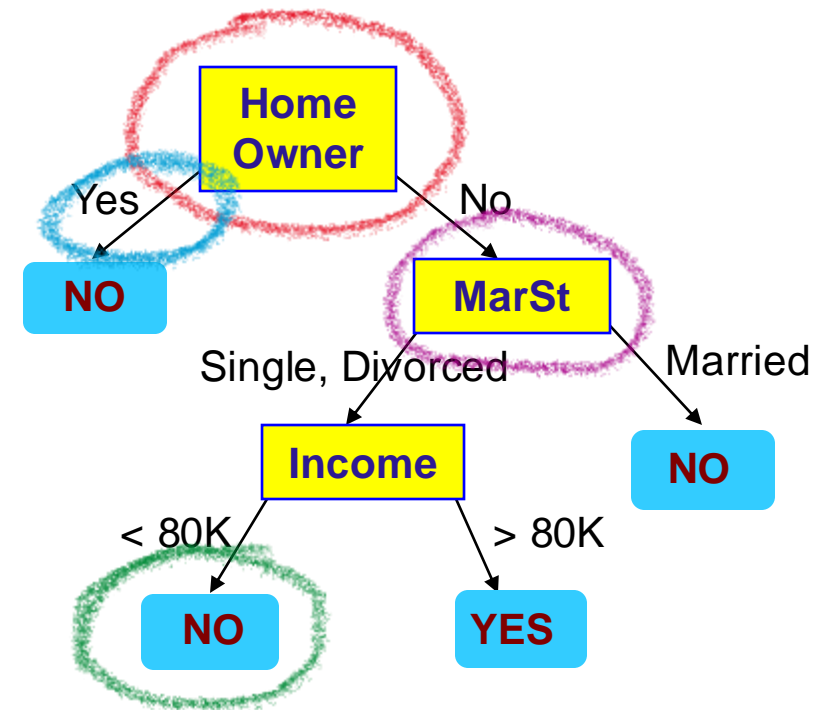 Home
Owner
Yes
No
NO
MarSt
Single, Divorced
Married
Income
NO
< 80K
> 80K
NO
YES